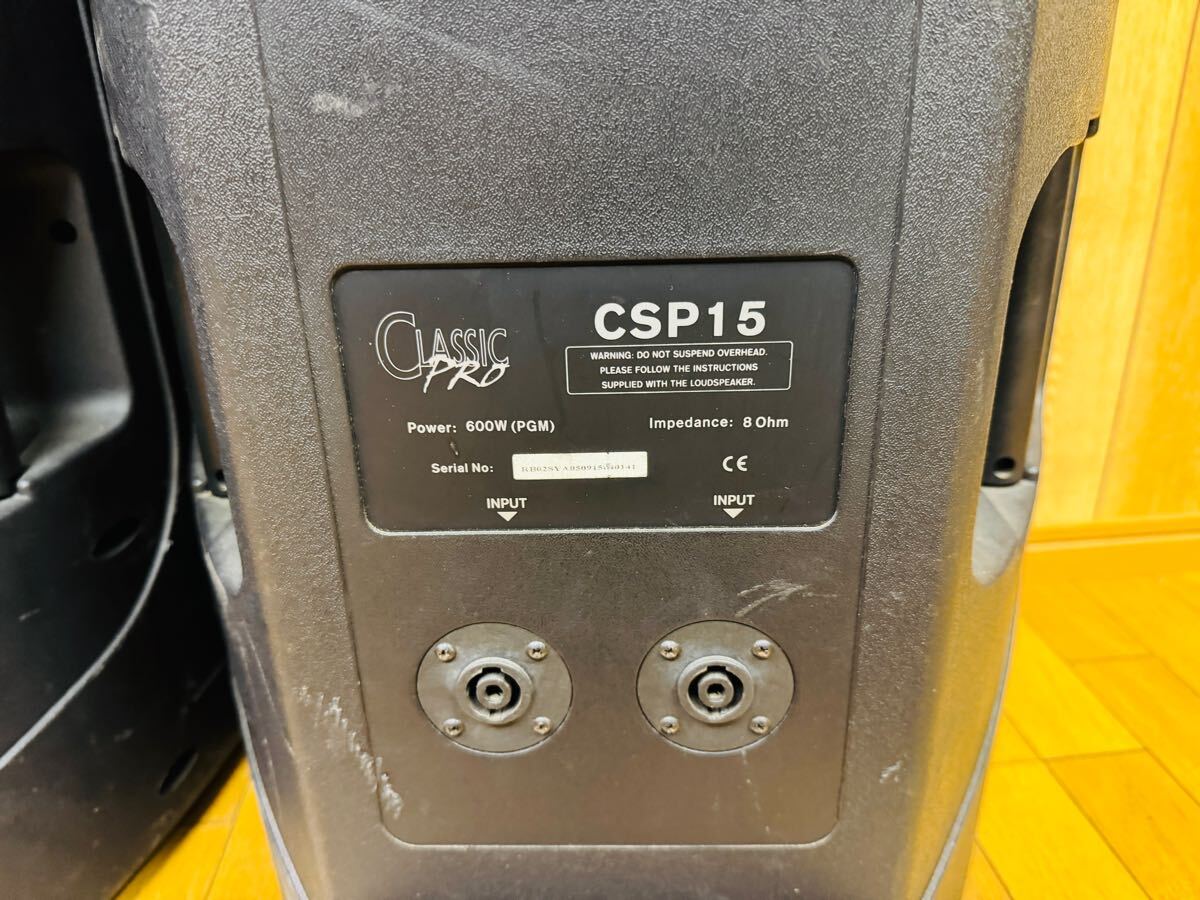 CLASSIC
PRO
CSP15
WARNING: DO NOT SUSPEND OVERHEAD.
PLEASE FOLLOW THE INSTRUCTIONS
SUPPLIED WITH THE LOUDSPEAKER.
Power: 600W (PGM)
Impedance: 8 Ohm
Serial No:
CE
INPUT
INPUT